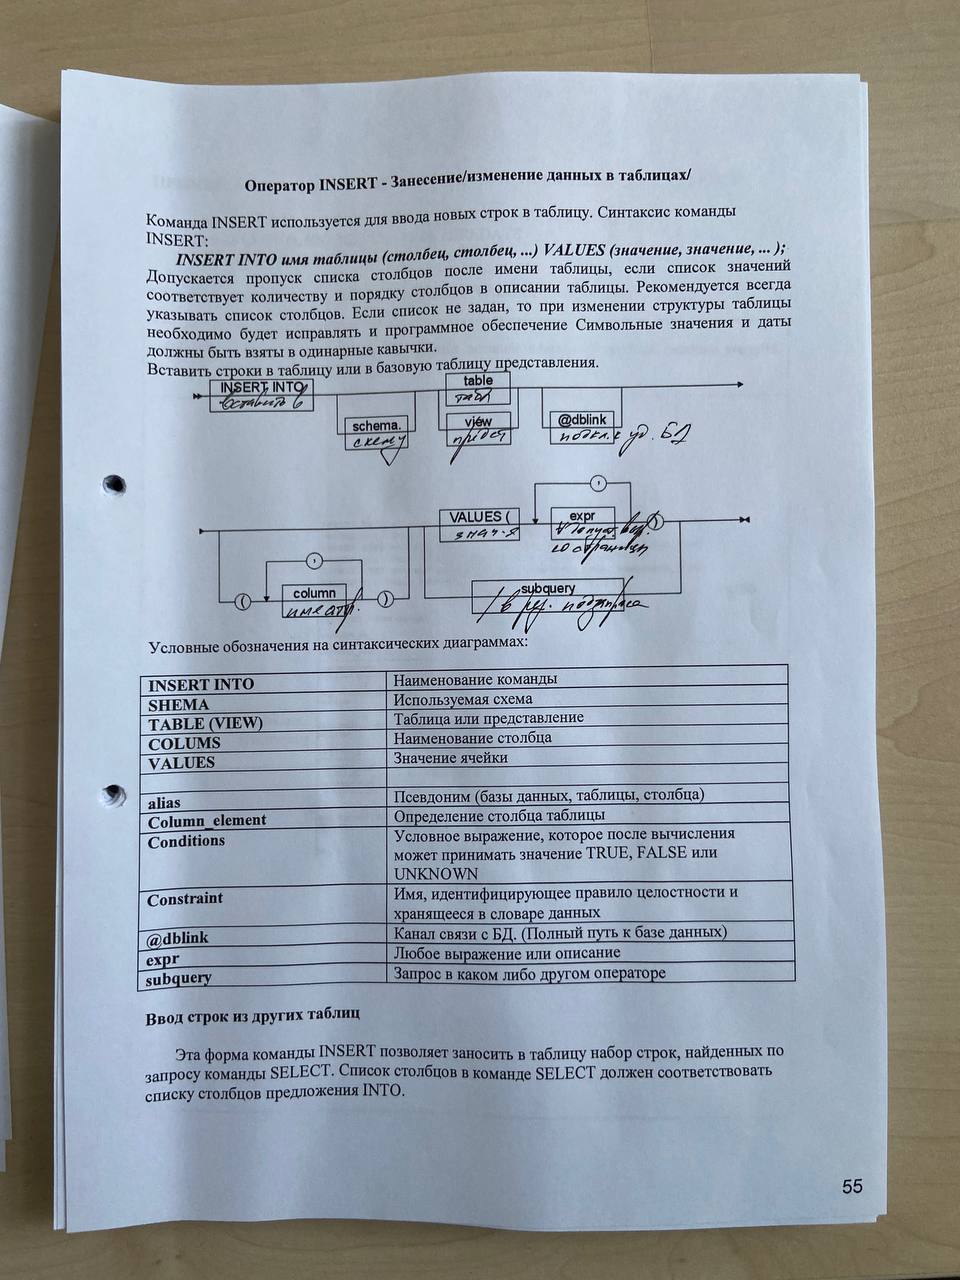 Оператор INSERT - Занесение/изменение данных в таблицах/
Команда INSERT используется для ввода новых строк в таблицу. Синтаксис команды
INSERT:
INSERT INTO имя таблицы (столбец, столбец, ...) VALUES (значение, значение, ... );
Допускается пропуск списка столбцов после имени таблицы, если список значений
соответствует количеству и порядку столбцов в описании таблицы. Рекомендуется всегда
указывать список столбцов. Если список не задан, то при изменении структуры таблицы
необходимо будет исправлять и программное обеспечение Символьные значения и даты
должны быть взяты в одинарные кавычки.
Вставить строки в таблицу или в базовую таблицу представления.
INSERT INTO
вставить в
schema.
схему
table
табл
view
предст
@dblink
подкл. к уд. БД
(
,
column
имя атр.
)
VALUES (
знач-я
,
expr
)
subquery
/ в рез. подзапроса
Условные обозначения на синтаксических диаграммах:
INSERT INTO Наименование команды
SHEMA Используемая схема
TABLE (VIEW) Таблица или представление
COLUMS Наименование столбца
VALUES Значение ячейки
alias Псевдоним (базы данных, таблицы, столбца)
Column_element Определение столбца таблицы
Conditions Условное выражение, которое после вычисления
может принимать значение TRUE, FALSE или
UNKNOWN
Constraint Имя, идентифицирующее правило целостности и
хранящееся в словаре данных
@dblink Канал связи с БД. (Полный путь к базе данных)
expr Любое выражение или описание
subquery Запрос в каком либо другом операторе
Ввод строк из других таблиц
Эта форма команды INSERT позволяет заносить в таблицу набор строк, найденных по
запросу команды SELECT. Список столбцов в команде SELECT должен соответствовать
списку столбцов предложения INTO.
55